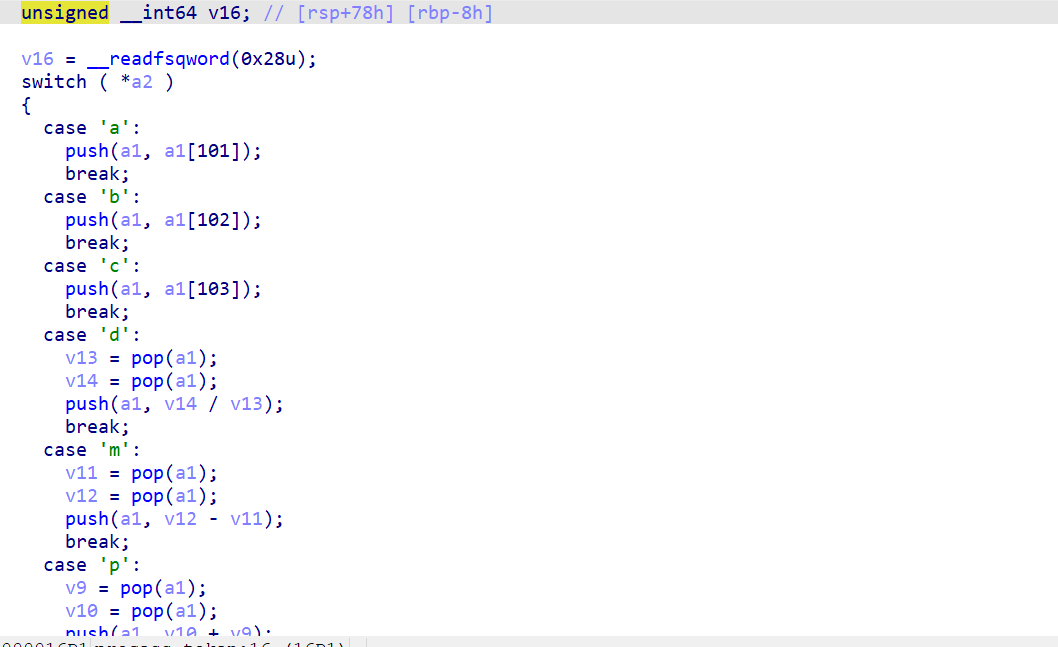 unsigned __int64 v16; // [rsp+78h] [rbp-8h]
v16 = __readfsqword(0x28u);
switch ( *a2 )
{
case 'a':
push(a1, a1[101]);
break;
case 'b':
push(a1, a1[102]);
break;
case 'c':
push(a1, a1[103]);
break;
case 'd':
v13 = pop(a1);
v14 = pop(a1);
push(a1, v14 / v13);
break;
case 'm':
v11 = pop(a1);
v12 = pop(a1);
push(a1, v12 - v11);
break;
case 'p':
v9 = pop(a1);
v10 = pop(a1);
push(a1, v10 + v9);